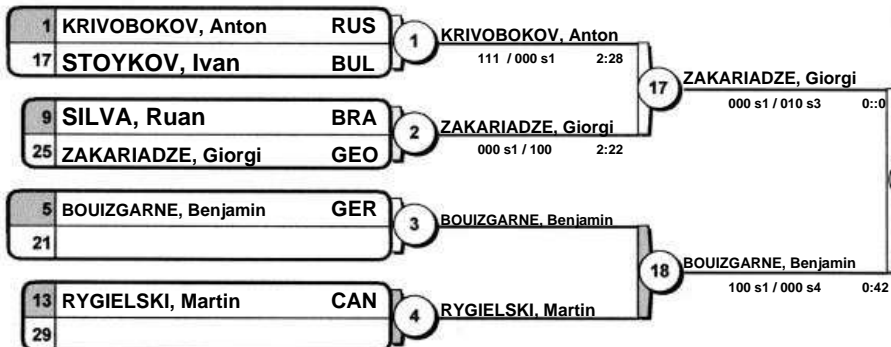 1 KRIVOBOKOV, Anton RUS
17 STOYKOV, Ivan BUL
1
KRIVOBOKOV, Anton
111 / 000 s1 2:28
9 SILVA, Ruan BRA
25 ZAKARIADZE, Giorgi GEO
2
ZAKARIADZE, Giorgi
000 s1 / 100 2:22
17
ZAKARIADZE, Giorgi
000 s1 / 010 s3 0::0
5 BOUIZGARNE, Benjamin GER
21
3
BOUIZGARNE, Benjamin
13 RYGIELSKI, Martin CAN
29
4
RYGIELSKI, Martin
18
BOUIZGARNE, Benjamin
100 s1 / 000 s4 0:42